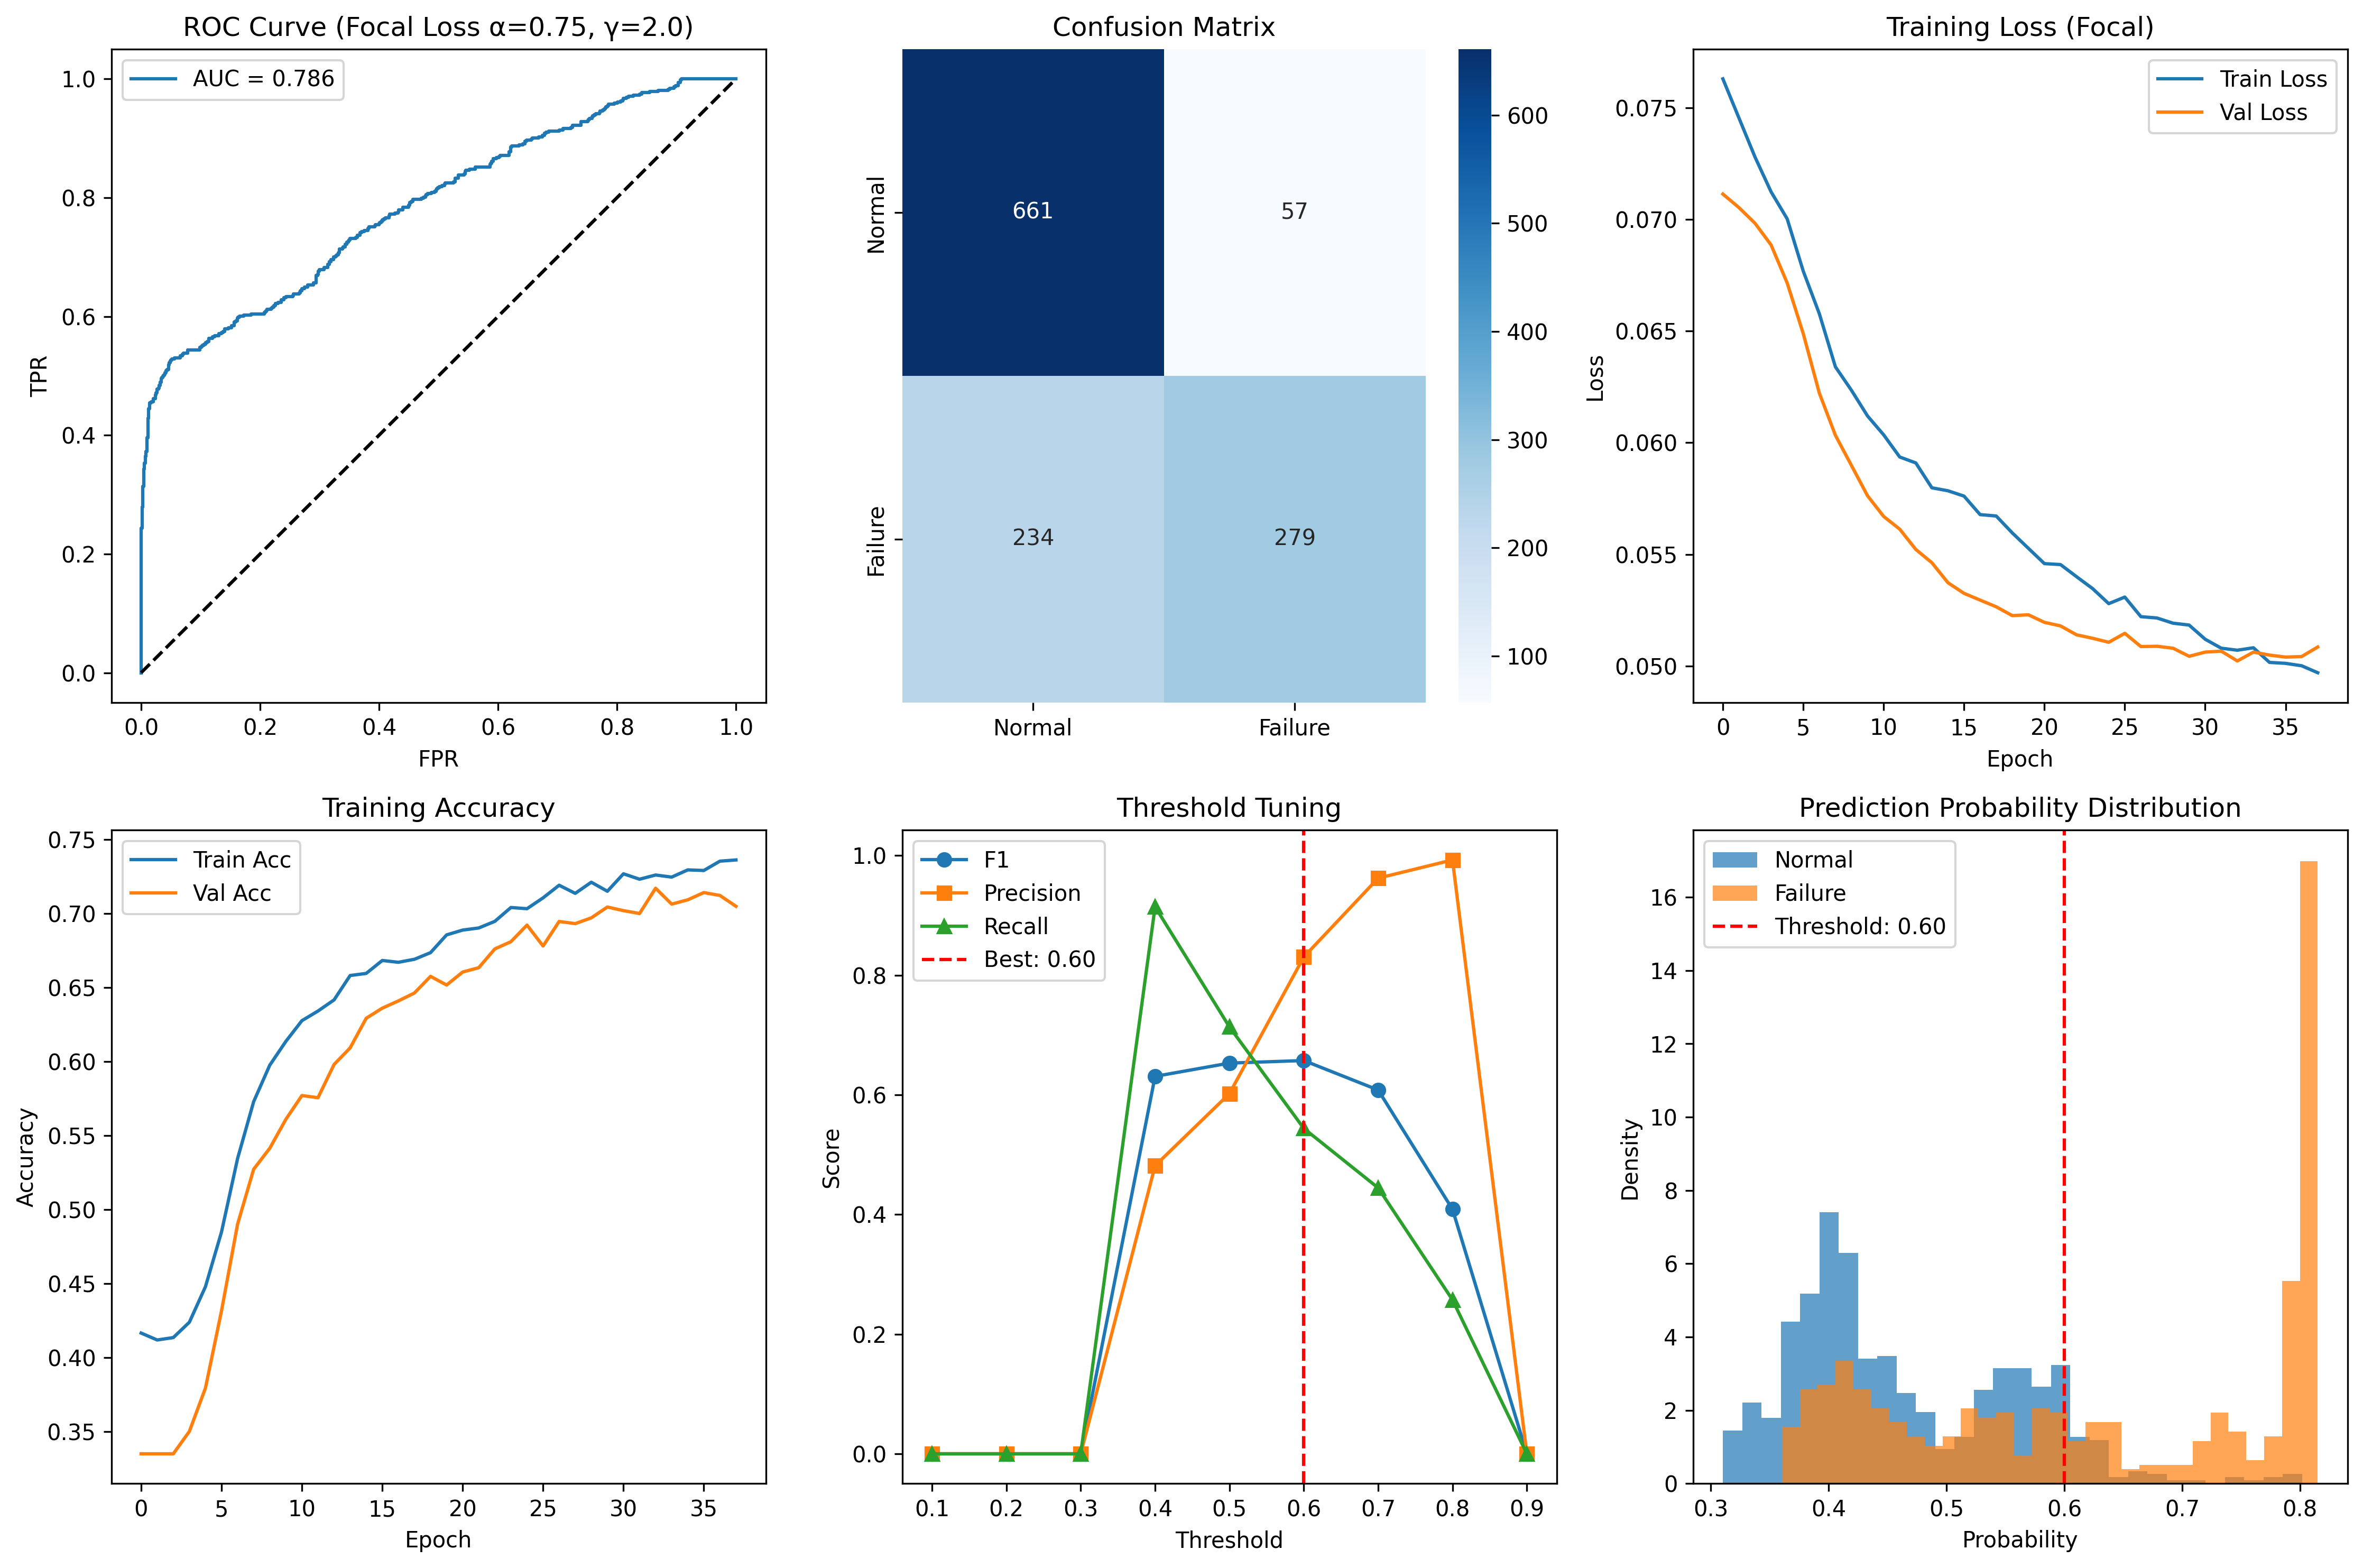 ROC Curve (Focal Loss α=0.75, γ=2.0)
AUC = 0.786
1.0
0.8
0.6
0.4
0.2
0.0
TPR
0.0 0.2 0.4 0.6 0.8 1.0
FPR
Confusion Matrix
Normal
Failure
661 57
234 279
Normal Failure
600
500
400
300
200
100
Training Loss (Focal)
Train Loss
Val Loss
0.075
0.070
0.065
0.060
0.055
0.050
Loss
0 5 10 15 20 25 30 35
Epoch
Training Accuracy
Train Acc
Val Acc
0.75
0.70
0.65
0.60
0.55
0.50
0.45
0.40
0.35
Accuracy
0 5 10 15 20 25 30 35
Epoch
Threshold Tuning
F1
Precision
Recall
Best: 0.60
1.0
0.8
0.6
0.4
0.2
0.0
Score
0.1 0.2 0.3 0.4 0.5 0.6 0.7 0.8 0.9
Threshold
Prediction Probability Distribution
Normal
Failure
Threshold: 0.60
16
14
12
10
8
6
4
2
0
Density
0.3 0.4 0.5 0.6 0.7 0.8
Probability